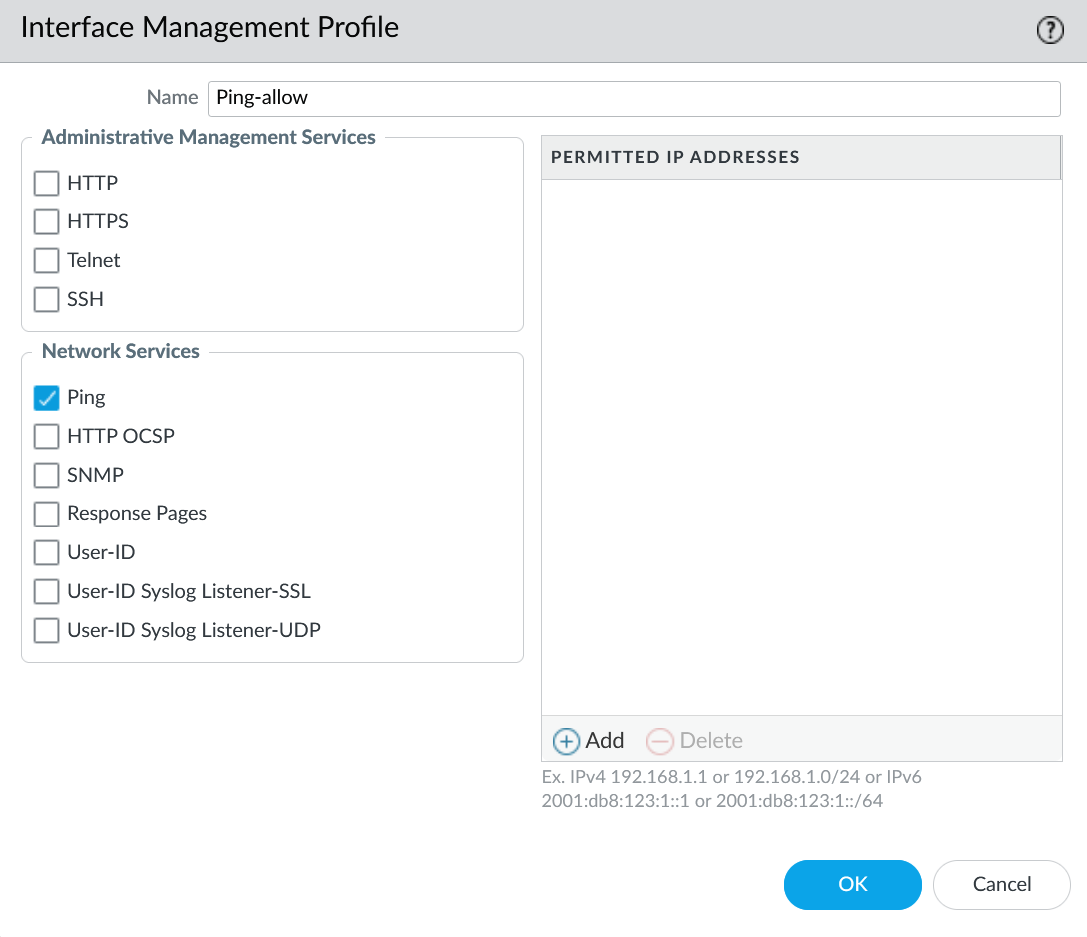 Interface Management Profile
?
Name Ping-allow
Administrative Management Services
HTTP
HTTPS
Telnet
SSH
Network Services
Ping
HTTP OCSP
SNMP
Response Pages
User-ID
User-ID Syslog Listener-SSL
User-ID Syslog Listener-UDP
PERMITTED IP ADDRESSES
Add Delete
Ex. IPv4 192.168.1.1 or 192.168.1.0/24 or IPv6
2001:db8:123:1::1 or 2001:db8:123:1::/64
OK Cancel